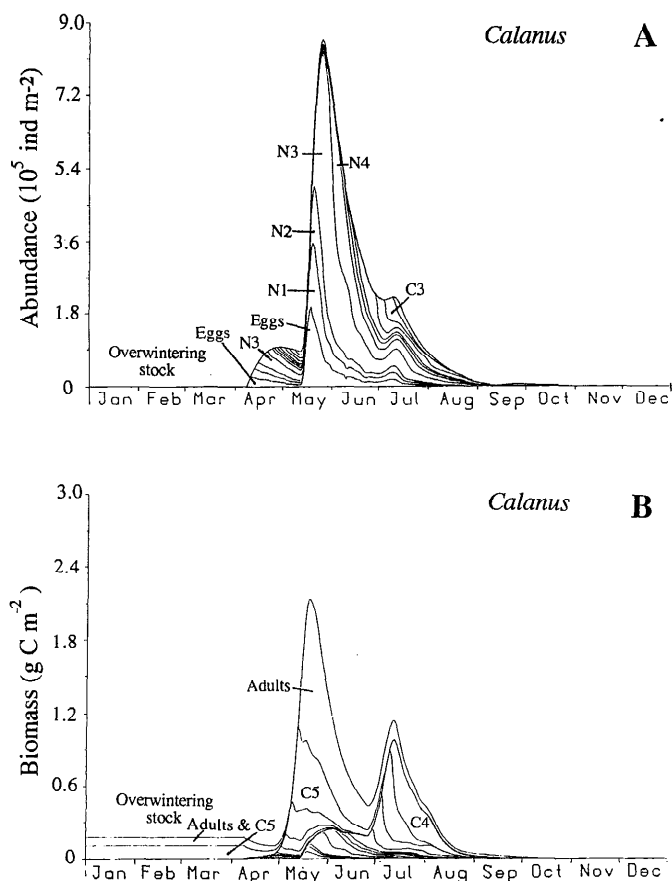 Calanus A
9.0
7.2
5.4
3.6
1.8
0
Abundance (10⁵ ind m⁻²)
N3
N4
N2
N1
Eggs
C3
Eggs
N3
Overwintering
stock
Jan Feb Mar Apr May Jun Jul Aug Sep Oct Nov Dec
Calanus B
3.0
2.4
1.8
1.2
0.6
0
Biomass (g C m⁻²)
Adults
C5
C4
Overwintering
stock
Adults & C5
Jan Feb Mar Apr May Jun Jul Aug Sep Oct Nov Dec